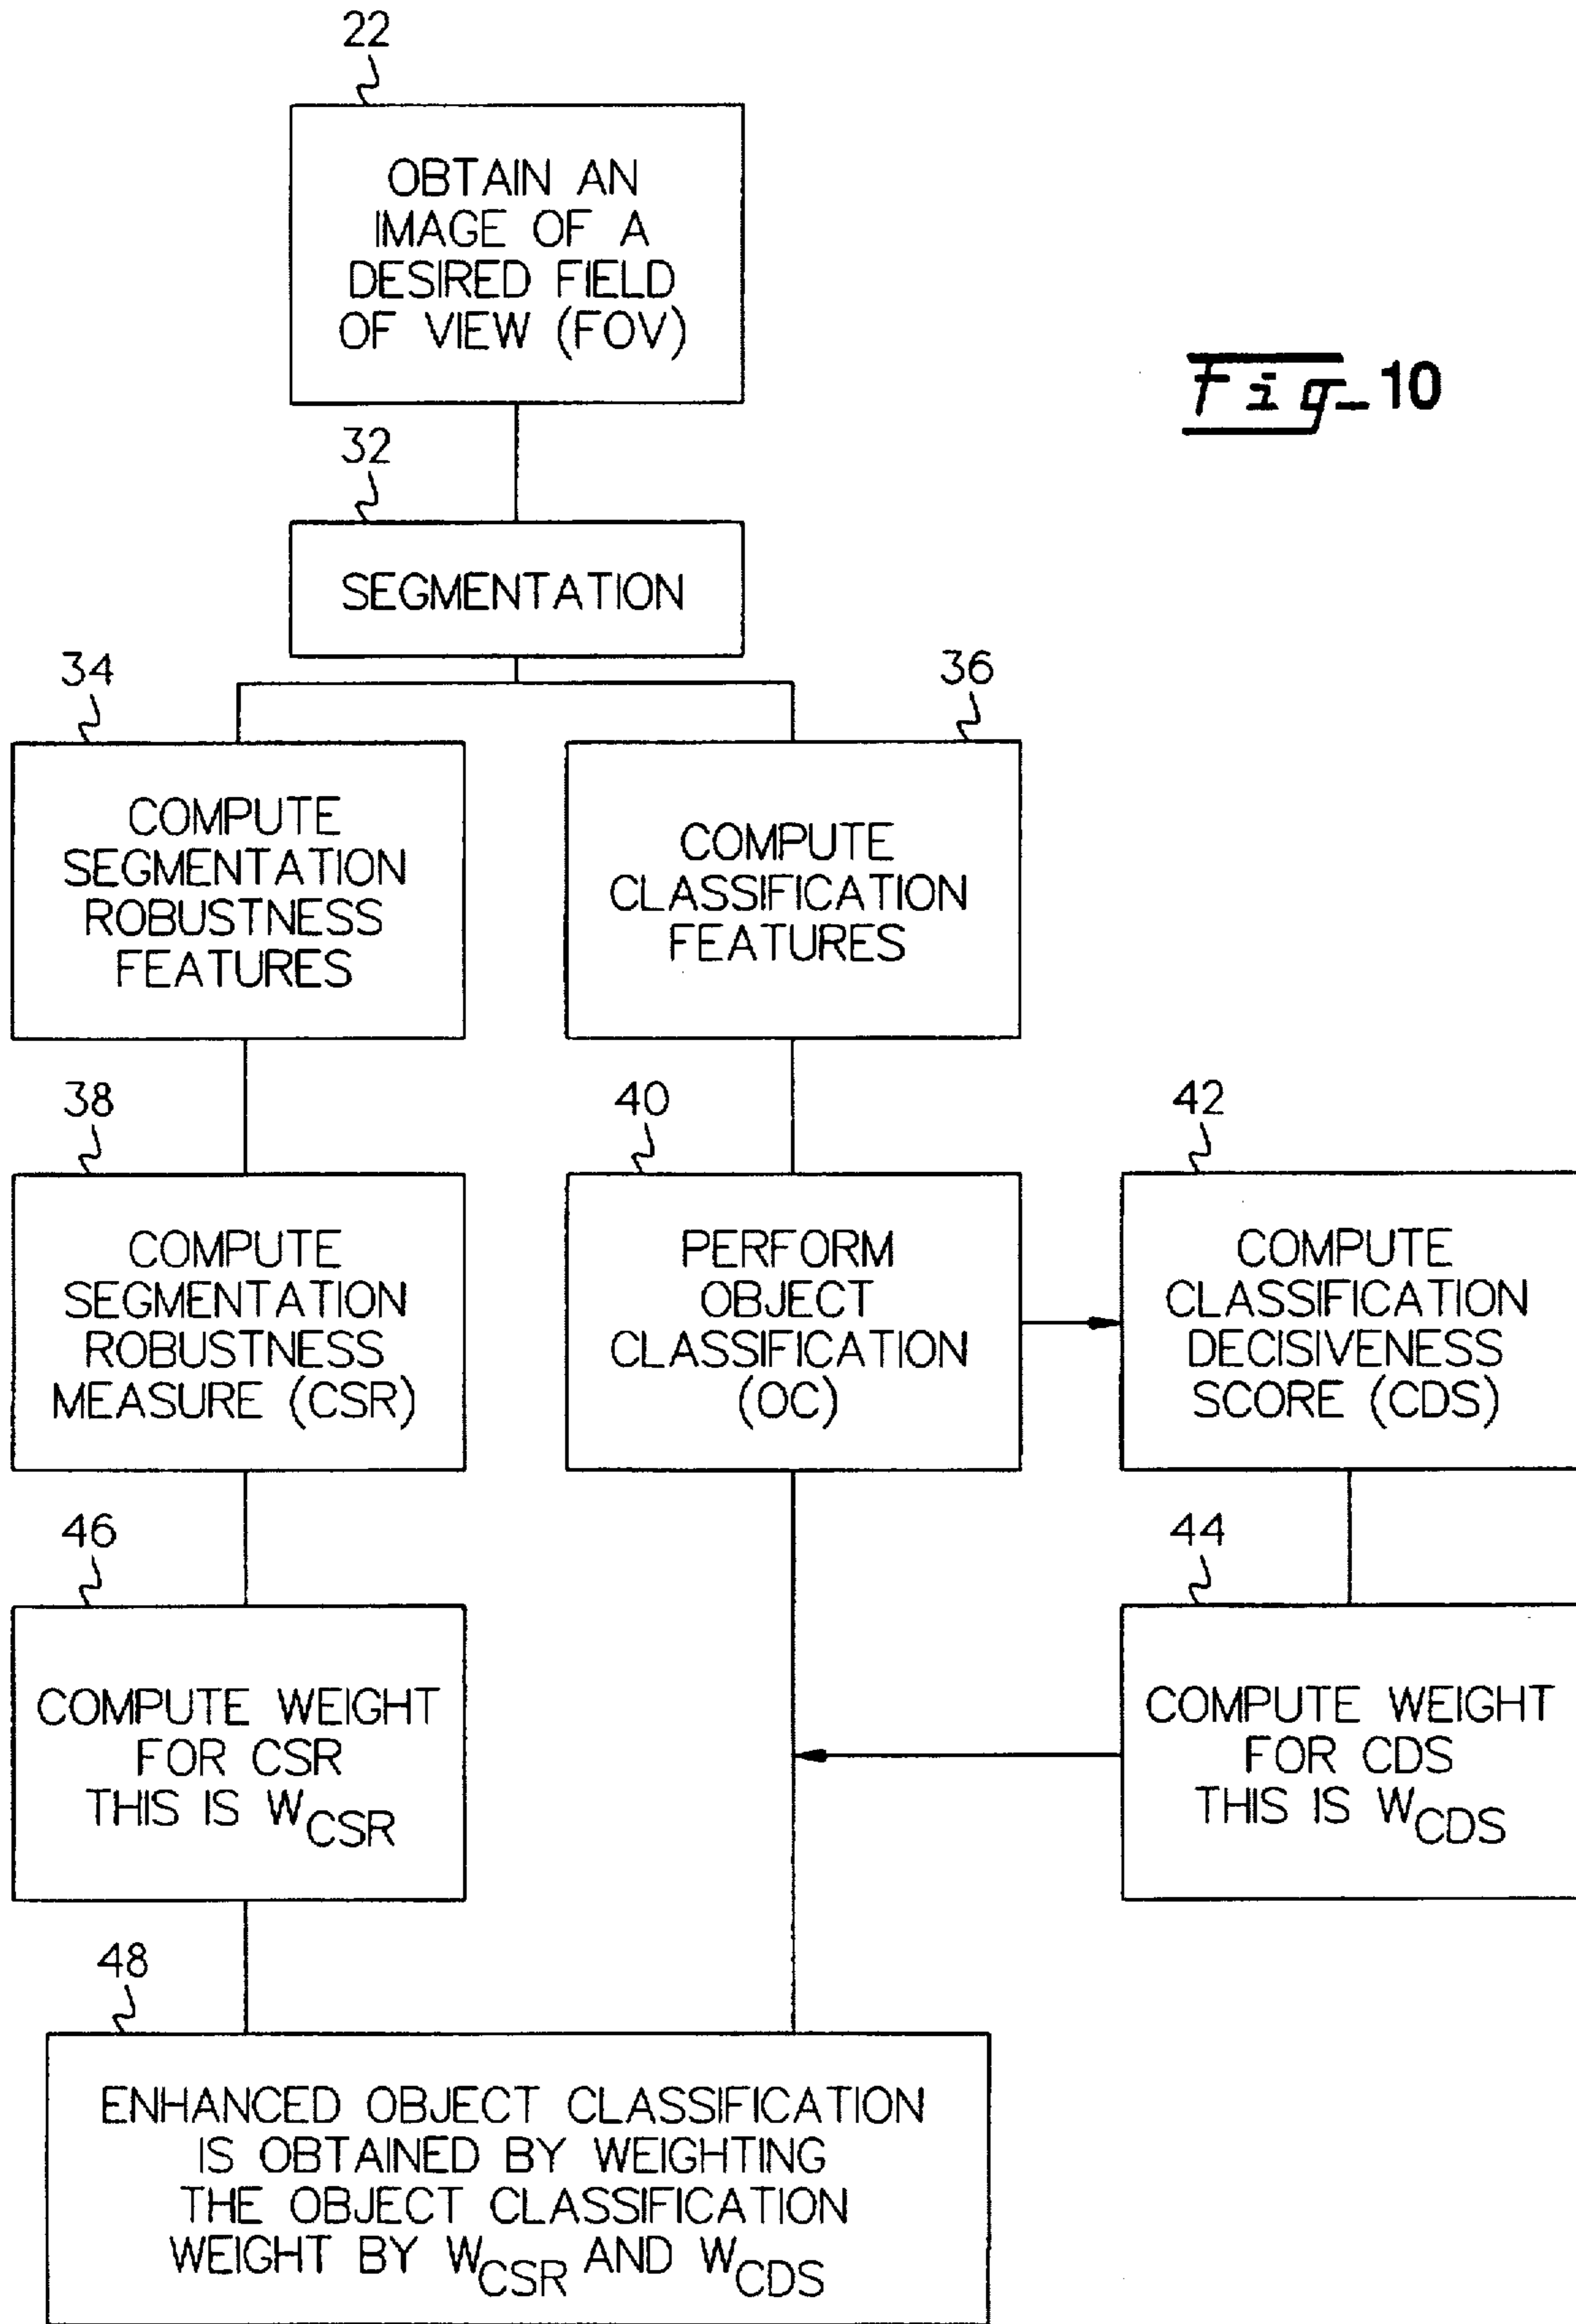 22
OBTAIN AN
IMAGE OF A
DESIRED FIELD
OF VIEW (FOV)
Fig-10
32
SEGMENTATION
34
36
COMPUTE
SEGMENTATION
ROBUSTNESS
FEATURES
COMPUTE
CLASSIFICATION
FEATURES
38
40
42
COMPUTE
SEGMENTATION
ROBUSTNESS
MEASURE (CSR)
PERFORM
OBJECT
CLASSIFICATION
(OC)
COMPUTE
CLASSIFICATION
DECISIVENESS
SCORE (CDS)
46
44
COMPUTE WEIGHT
FOR CSR
THIS IS WCSR
COMPUTE WEIGHT
FOR CDS
THIS IS WCDS
48
ENHANCED OBJECT CLASSIFICATION
IS OBTAINED BY WEIGHTING
THE OBJECT CLASSIFICATION
WEIGHT BY WCSR AND WCDS